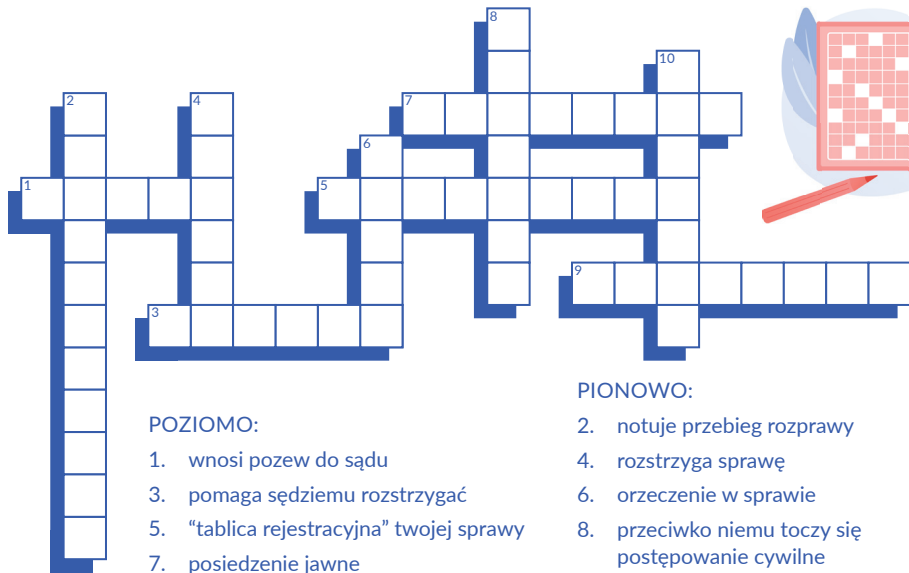 8
10
2
4
7
6
1
5
9
3
POZIOMO:
1. wnosi pozew do sądu
3. pomaga sędziemu rozstrzygać
5. “tablica rejestracyjna” twojej sprawy
7. posiedzenie jawne
PIONOWO:
2. notuje przebieg rozprawy
4. rozstrzyga sprawę
6. orzeczenie w sprawie
8. przeciwko niemu toczy się
postępowanie cywilne